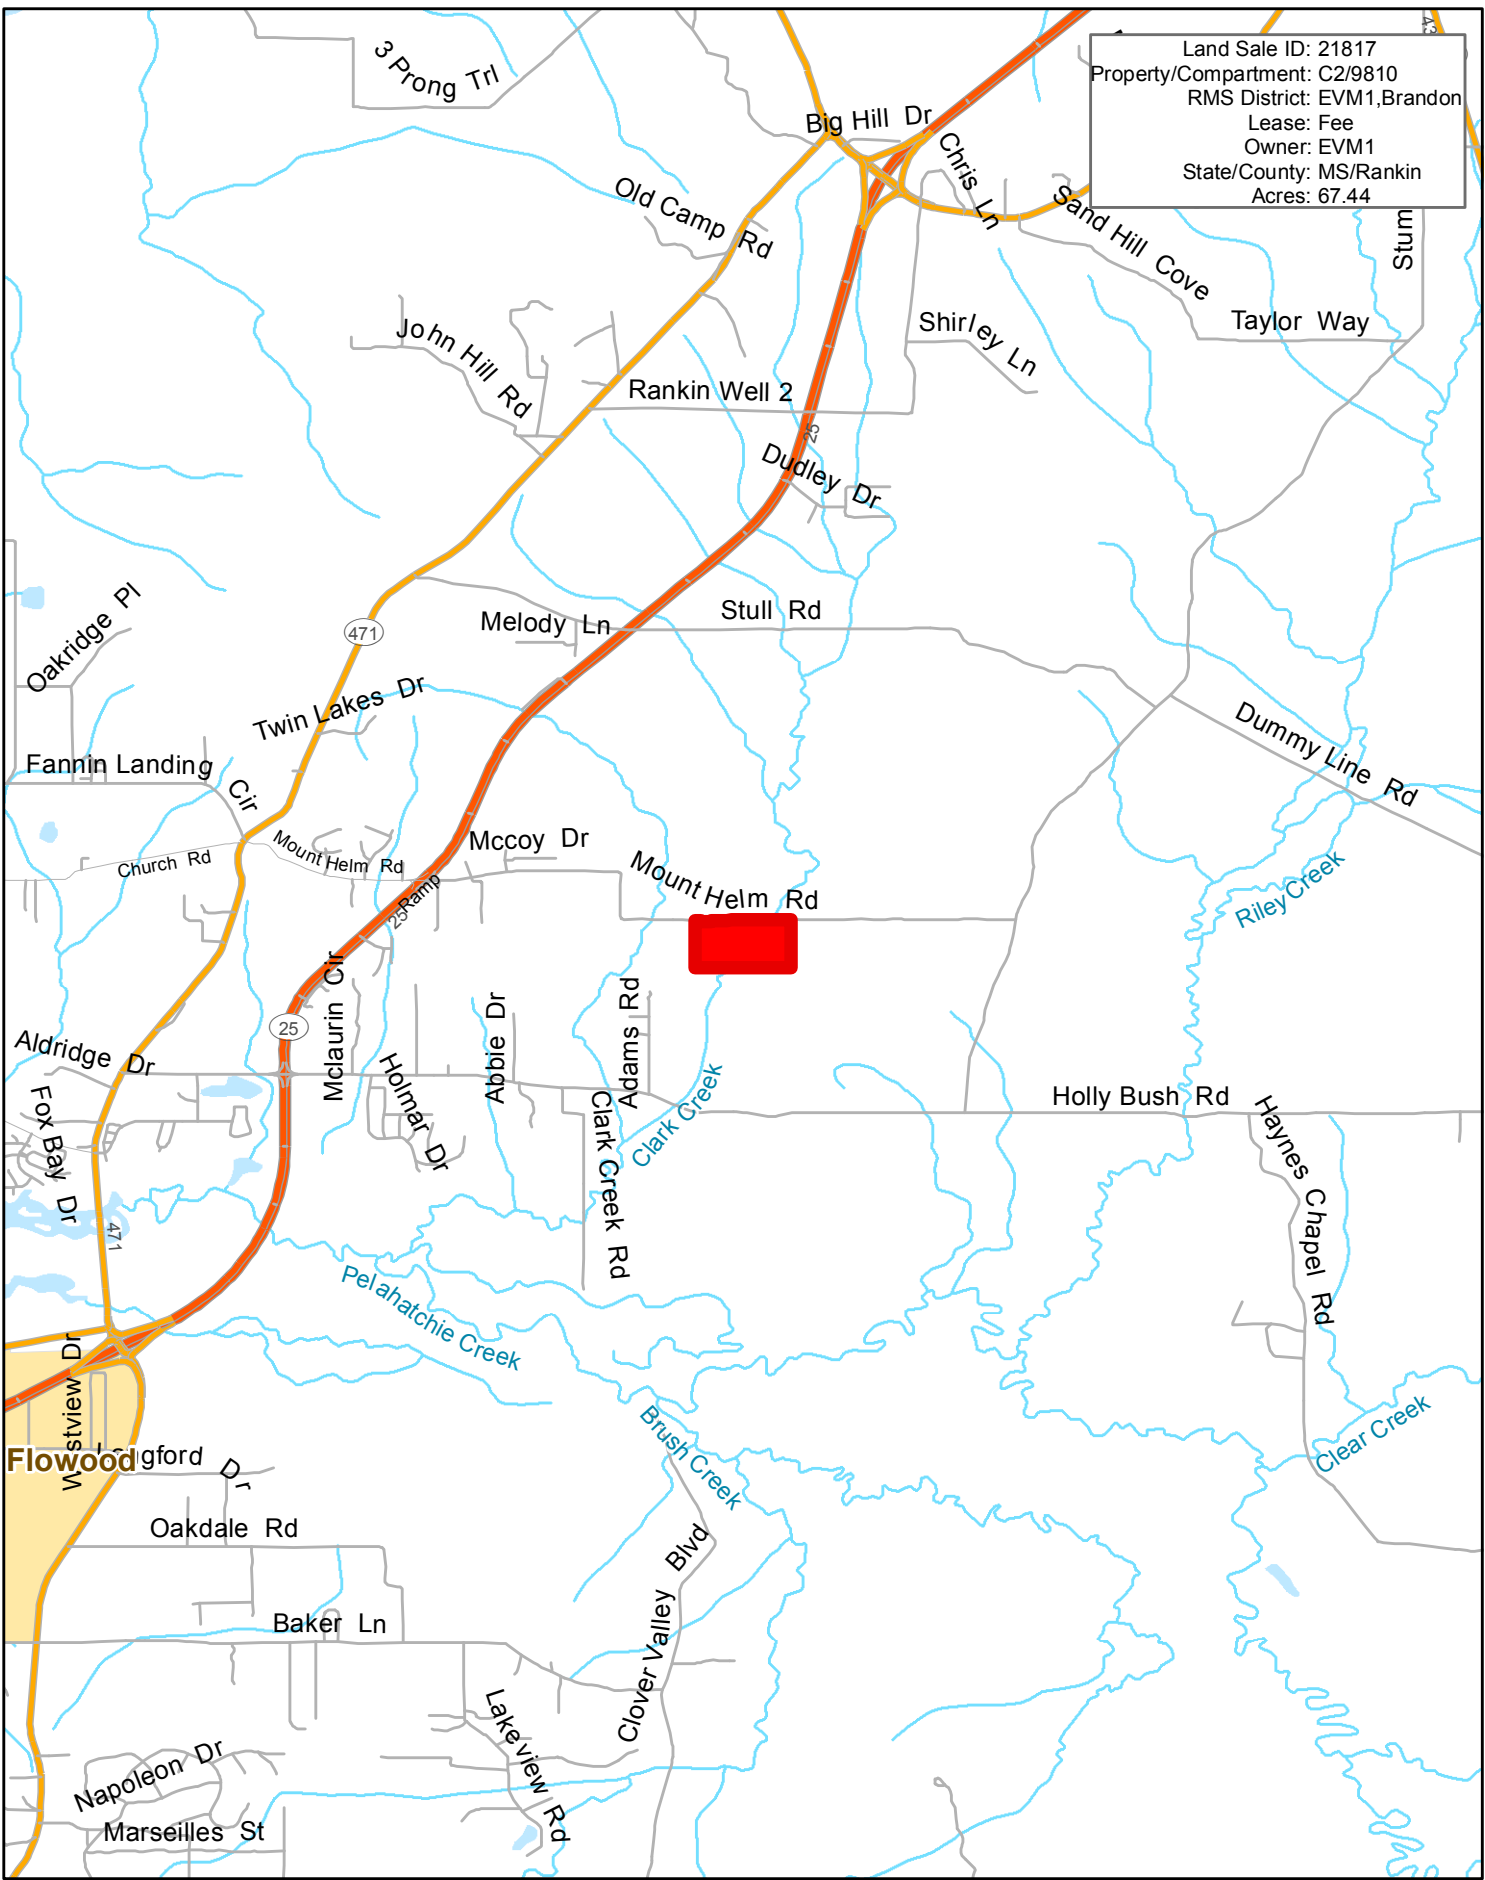 Land Sale ID: 21817
Property/Compartment: C2/9810
RMS District: EVM1,Brandon
Lease: Fee
Owner: EVM1
State/County: MS/Rankin
Acres: 67.44
3 Prong Trl
Big Hill Dr
Chris Ln
Old Camp Rd
Sand Hill Cove
Stum
Taylor Way
John Hill Rd
Shirley Ln
Rankin Well 2
25
Dudley Dr
Oakridge Pl
471
Melody Ln
Stull Rd
Twin Lakes Dr
Dummy Line Rd
Fannin Landing Cir
Mccoy Dr
Mount Helm Rd
Church Rd
Mount Helm Rd
Ramp
25
Riley Creek
Mclaurin Cir
25
Aldridge Dr
Abbie Dr
Adams Rd
Holmar Dr
Clark Creek
Holly Bush Rd
Fox Bay Dr
Clark Creek Rd
Haynes Chapel Rd
471
Pelahatchie Creek
Westview Dr
Brush Creek
Clear Creek
Flowood
Dr
Oakdale Rd
Clover Valley Blvd
Baker Ln
Lakeview Rd
Napoleon Dr
Marseilles St